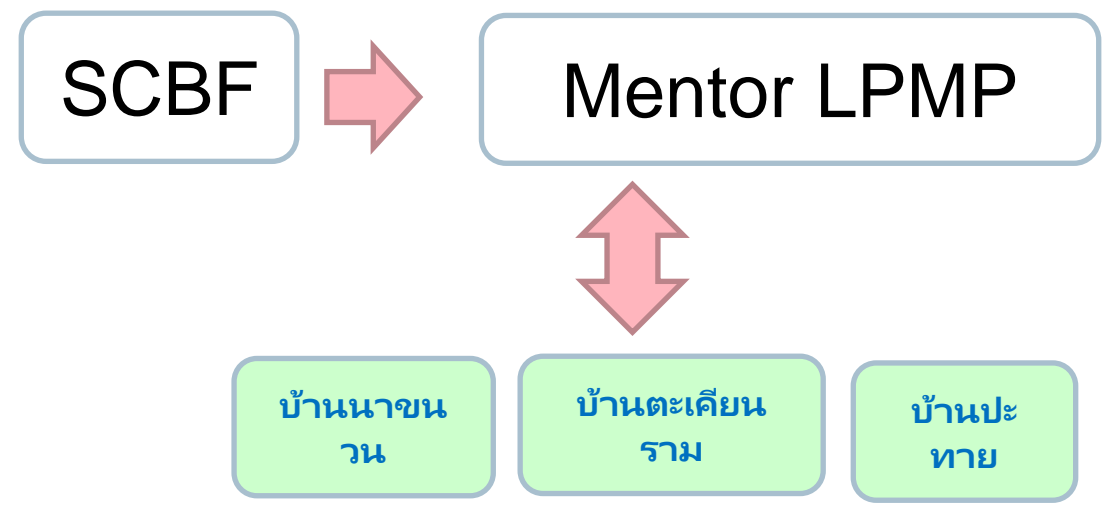 SCBF
Mentor LPMP
บ้านนาขน
วน
บ้านตะเคียน
ราม
บ้านปะ
ทาย